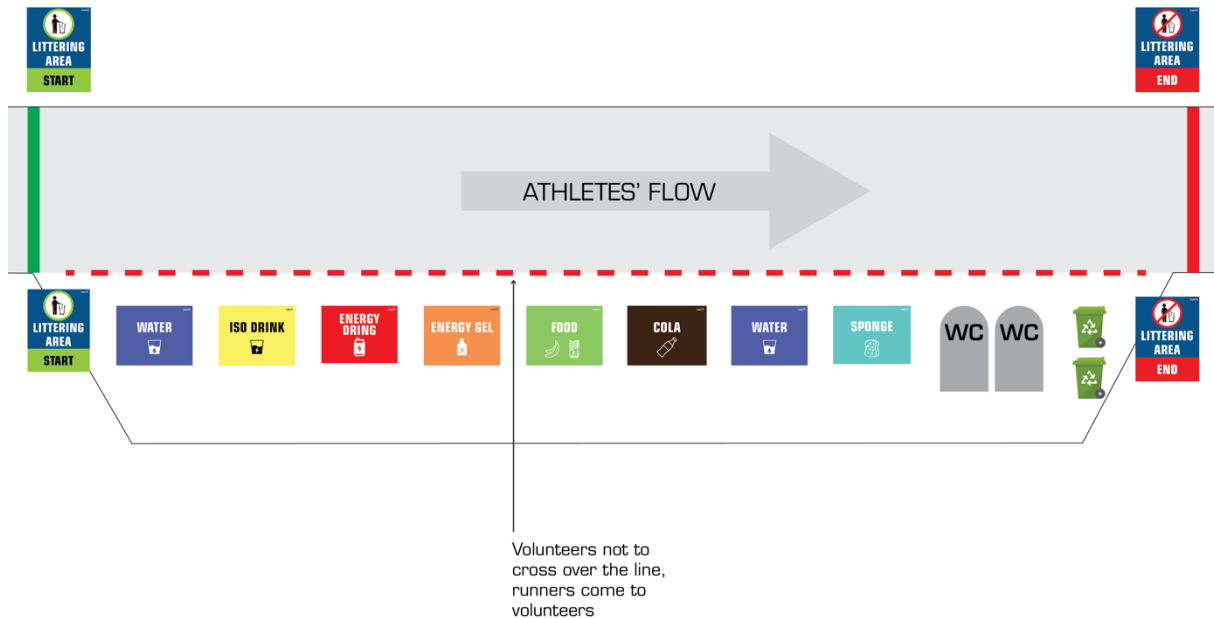 LITTERING
AREA
START
LITTERING
AREA
END
ATHLETES' FLOW
LITTERING
AREA
START
WATER
ISO DRINK
ENERGY
DRING
ENERGY GEL
FOOD
COLA
WATER
SPONGE
WC
WC
LITTERING
AREA
END
Volunteers not to
cross over the line,
runners come to
volunteers